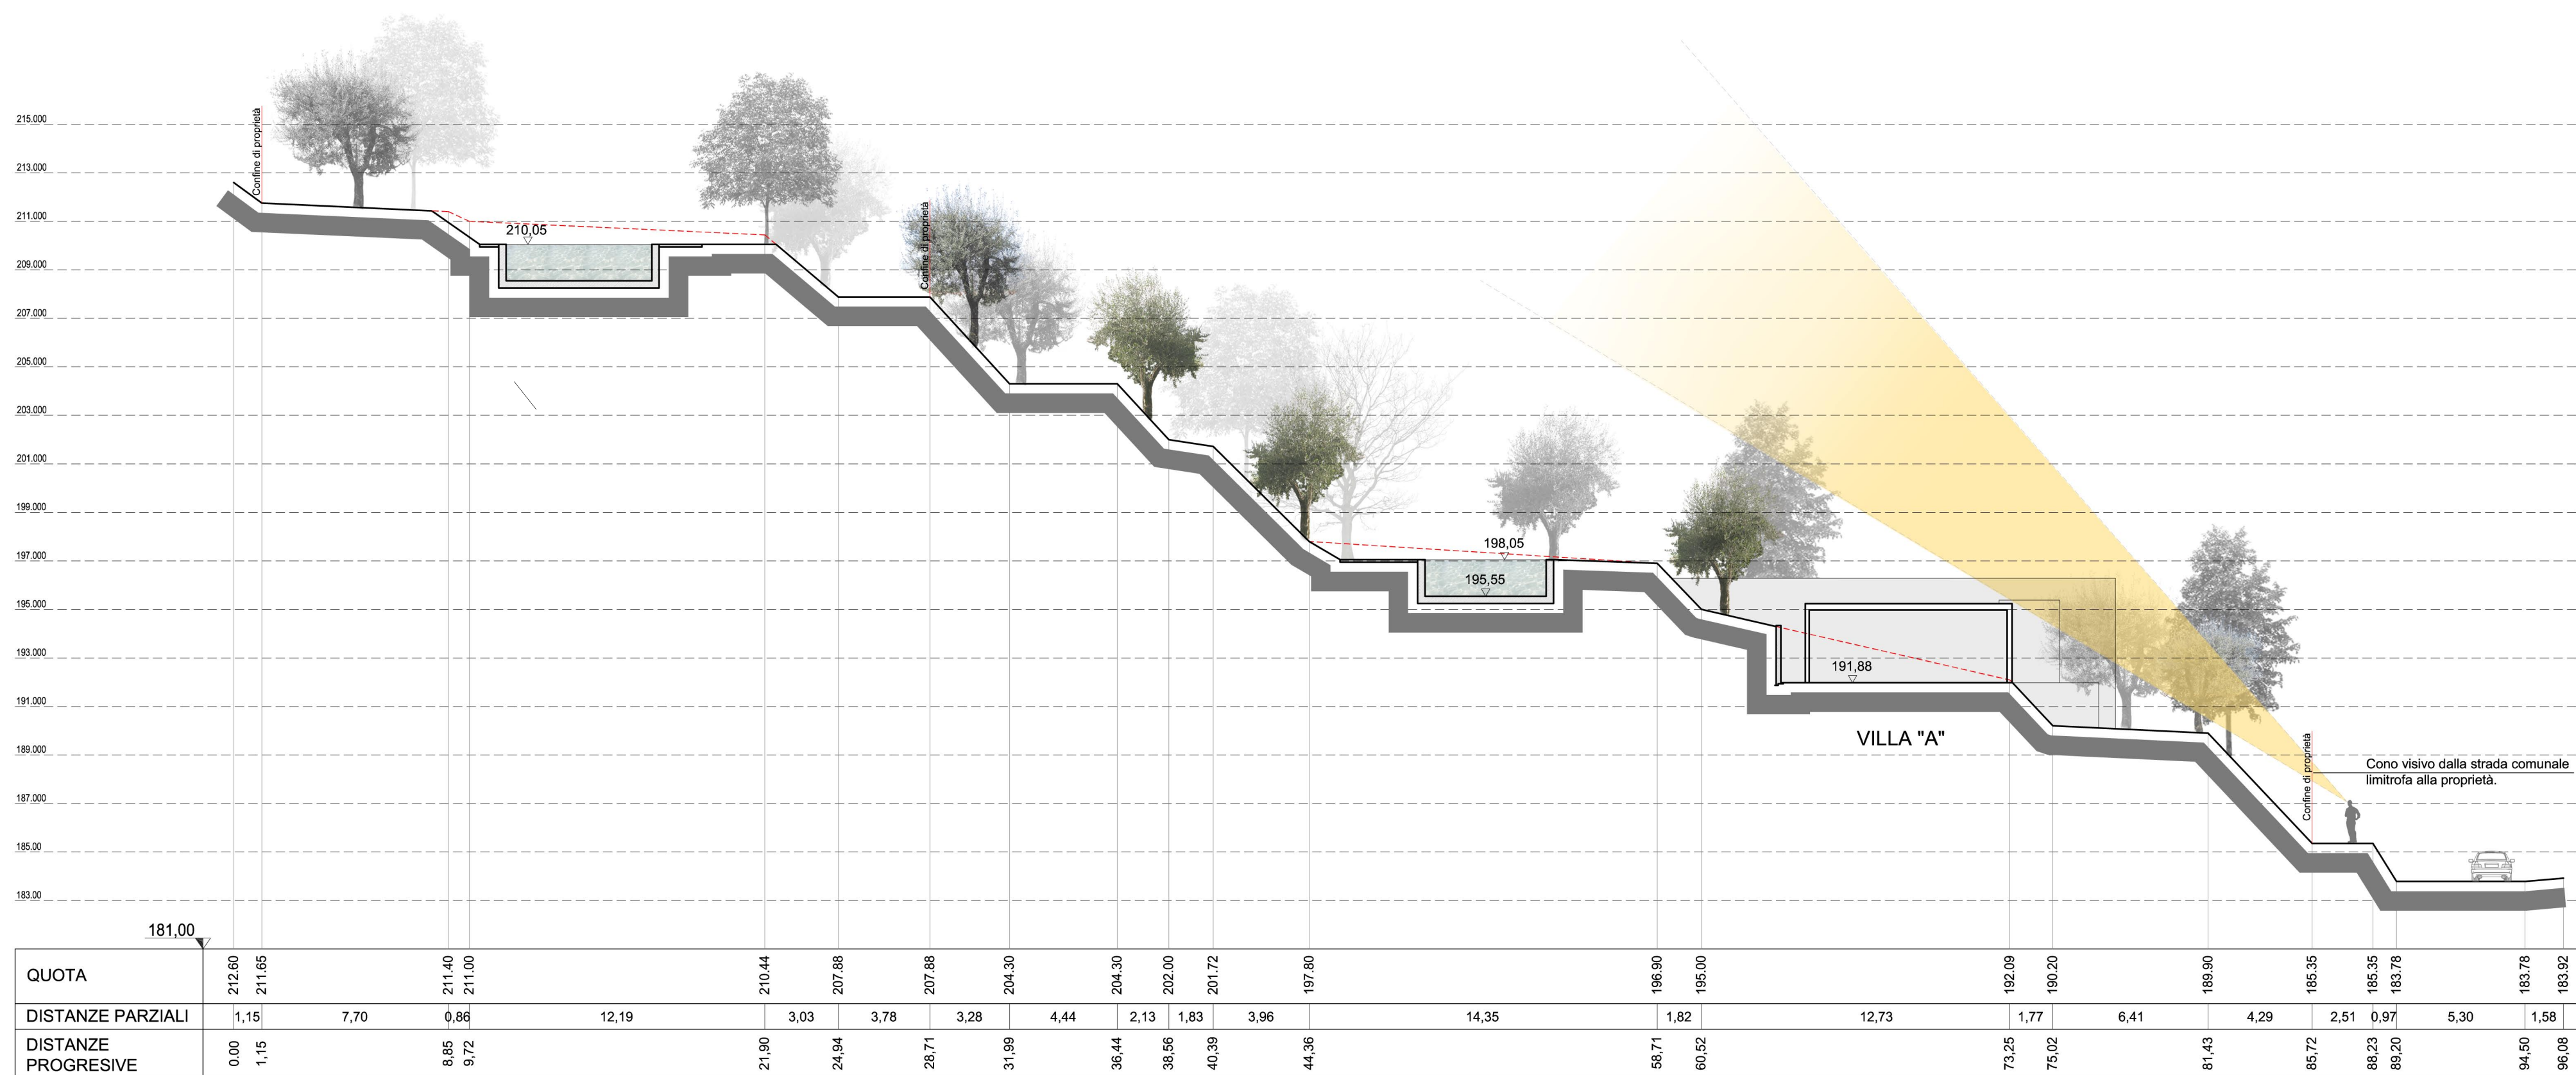 215.000
213.000
211.000
209.000
207.000
205.000
203.000
201.000
199.000
197.000
195.000
193.000
191.000
189.000
187.000
185.00
183.00
Confine di proprietà
210,05
Confine di proprietà
198,05
195,55
191,88
VILLA "A"
Confine di proprietà
Cono visivo dalla strada comunale
limitrofa alla proprietà.
181,00
QUOTA 212.60 211.65 211.40 211.00 210.44 207.88 207.88 204.30 204.30 202.00 201.72 197.80 196.90 195.00 192.09 190.20 189.90 185.35 185.35 183.78 183.78 183.92
DISTANZE PARZIALI 1,15 7,70 0,86 12,19 3,03 3,78 3,28 4,44 2,13 1,83 3,96 14,35 1,82 12,73 1,77 6,41 4,29 2,51 0,97 5,30 1,58
DISTANZE
PROGRESIVE 0.00 1,15 8,85 9,72 21,90 24,94 28,71 31,99 36,44 38,56 40,39 44,36 58,71 60,52 73,25 75,02 81,43 85,72 88,23 89,20 94,50 96,08